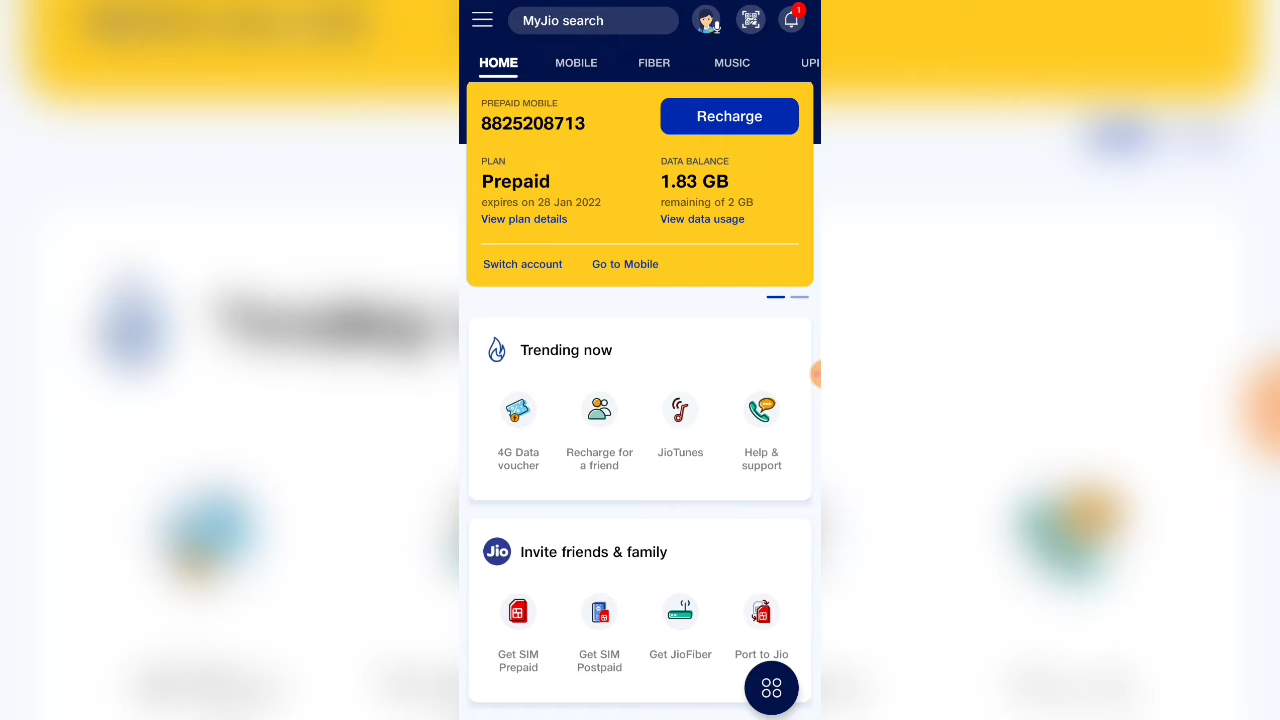 MyJio search
1
HOME MOBILE FIBER MUSIC UPI
PREPAID MOBILE
8825208713
Recharge
PLAN
Prepaid
expires on 28 Jan 2022
View plan details
DATA BALANCE
1.83 GB
remaining of 2 GB
View data usage
Switch account Go to Mobile
Trending now
4G Data
voucher
Recharge for
a friend
JioTunes
Help &
support
Jio Invite friends & family
Get SIM
Prepaid
Get SIM
Postpaid
Get JioFiber
Port to Jio